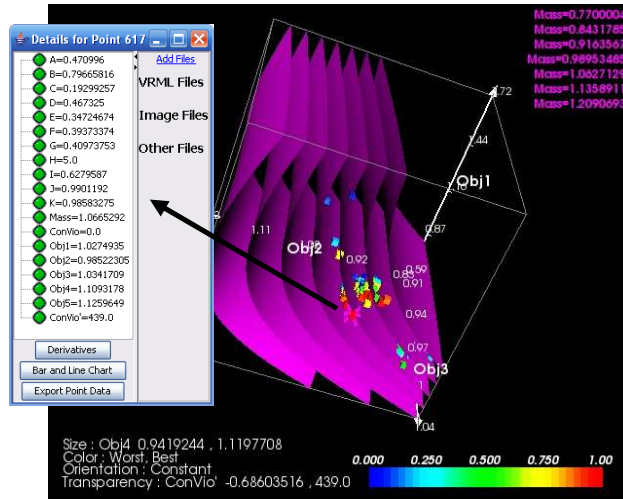 Details for Point 617
A=0.470996
B=0.79665816
C=0.19299257
D=0.467325
E=0.34724674
F=0.39373374
G=0.40973753
H=5.0
I=0.6279587
J=0.9901192
K=0.98583275
Mass=1.0665292
ConVio=0.0
Obj1=1.0274935
Obj2=0.98522305
Obj3=1.0341709
Obj4=1.1093178
Obj5=1.1259649
ConVio'=439.0
Derivatives
Bar and Line Chart
Export Point Data
Add Files
VRML Files
Image Files
Other Files
Mass=0.7700004
Mass=0.8431785
Mass=0.9163567
Mass=0.98953485
Mass=1.0627129
Mass=1.1358911
Mass=1.2090693
1.72
1.44
Obj1
0.87
1.11
Obj2
0.92
0.83
0.59
0.91
0.94
0.97
Obj3
1
1.04
Size : Obj4 0.9419244 , 1.1197708
Color : Worst, Best
Orientation : Constant
Transparency : ConVio' -0.68603516 , 439.0
0.000 0.250 0.500 0.750 1.00